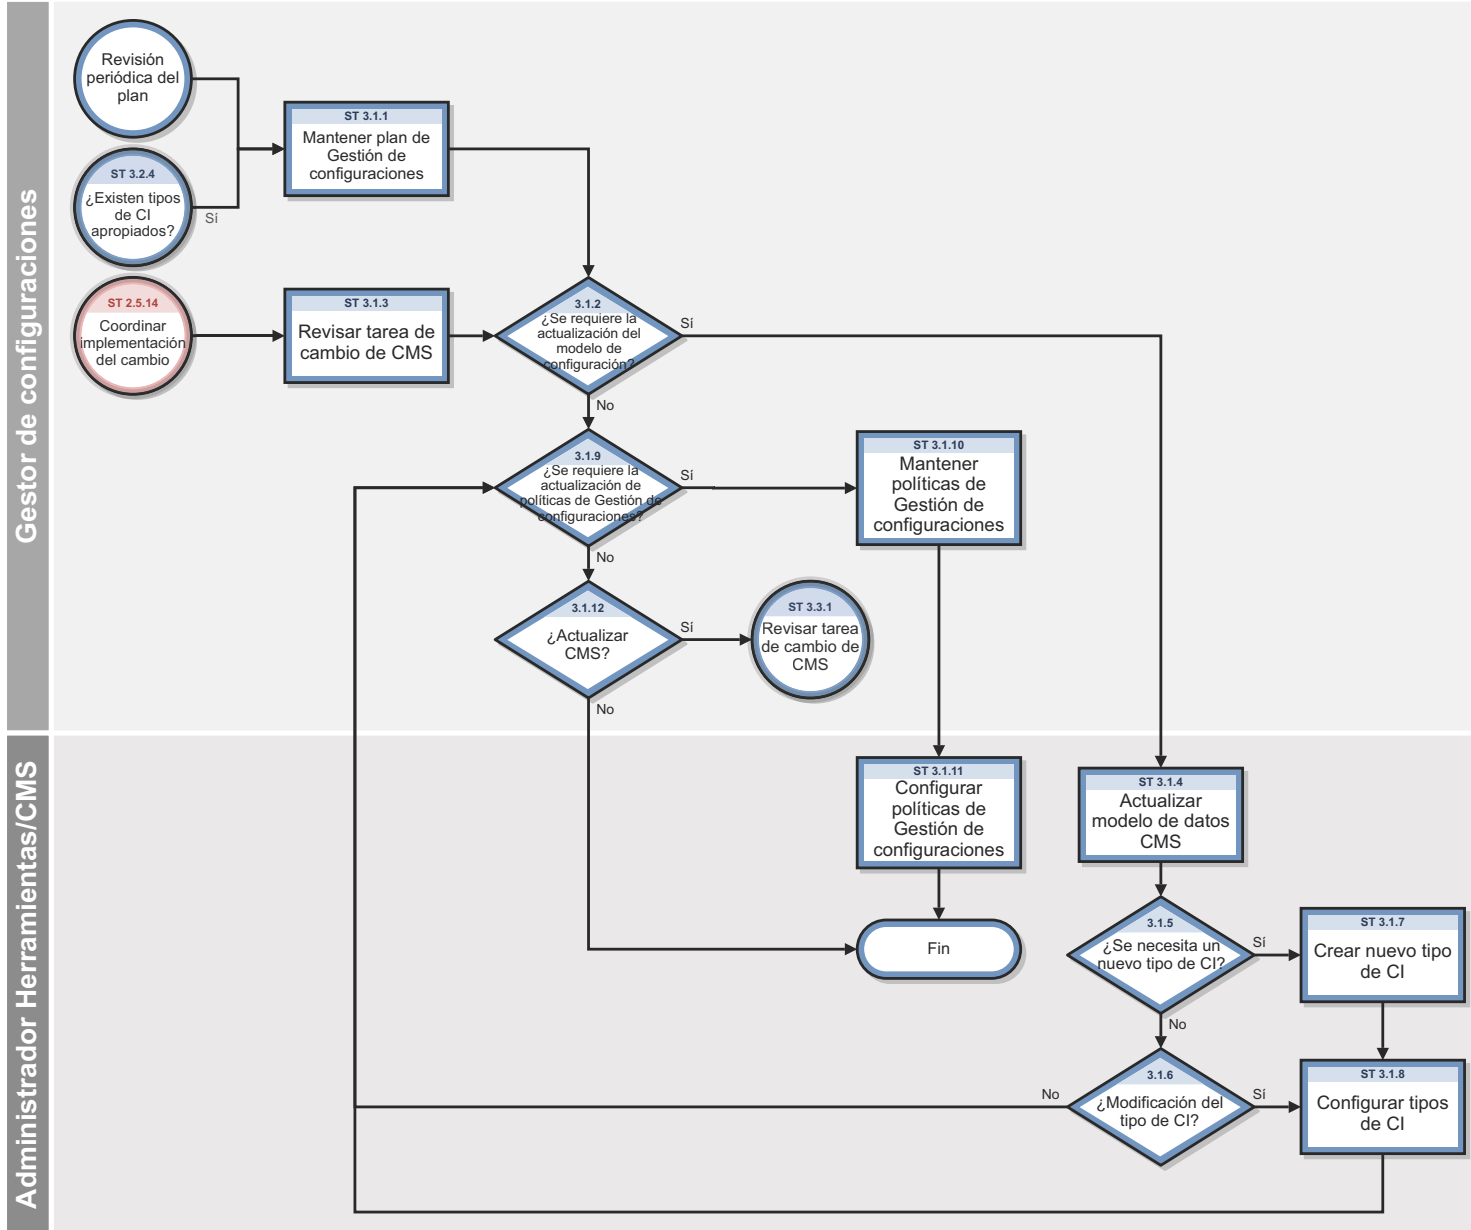 Gestor de configuraciones
Revisión
periódica del
plan
ST 3.1.1
Mantener plan de
Gestión de
configuraciones
ST 3.2.4
¿Existen tipos
de CI
apropiados?
Sí
ST 2.5.14
Coordinar
implementación
del cambio
ST 3.1.3
Revisar tarea de
cambio de CMS
3.1.2
¿Se requiere la
actualización del
modelo de
configuración?
Sí
No
3.1.9
¿Se requiere la
actualización de
políticas de Gestión de
configuraciones?
Sí
No
ST 3.1.10
Mantener
políticas de
Gestión de
configuraciones
3.1.12
¿Actualizar
CMS?
Sí
No
ST 3.3.1
Revisar tarea
de cambio de
CMS
Administrador Herramientas/CMS
ST 3.1.11
Configurar
políticas de
Gestión de
configuraciones
ST 3.1.4
Actualizar
modelo de datos
CMS
Fin
3.1.5
¿Se necesita un
nuevo tipo de CI?
Sí
No
ST 3.1.7
Crear nuevo tipo
de CI
3.1.6
¿Modificación del
tipo de CI?
No
Sí
ST 3.1.8
Configurar tipos
de CI